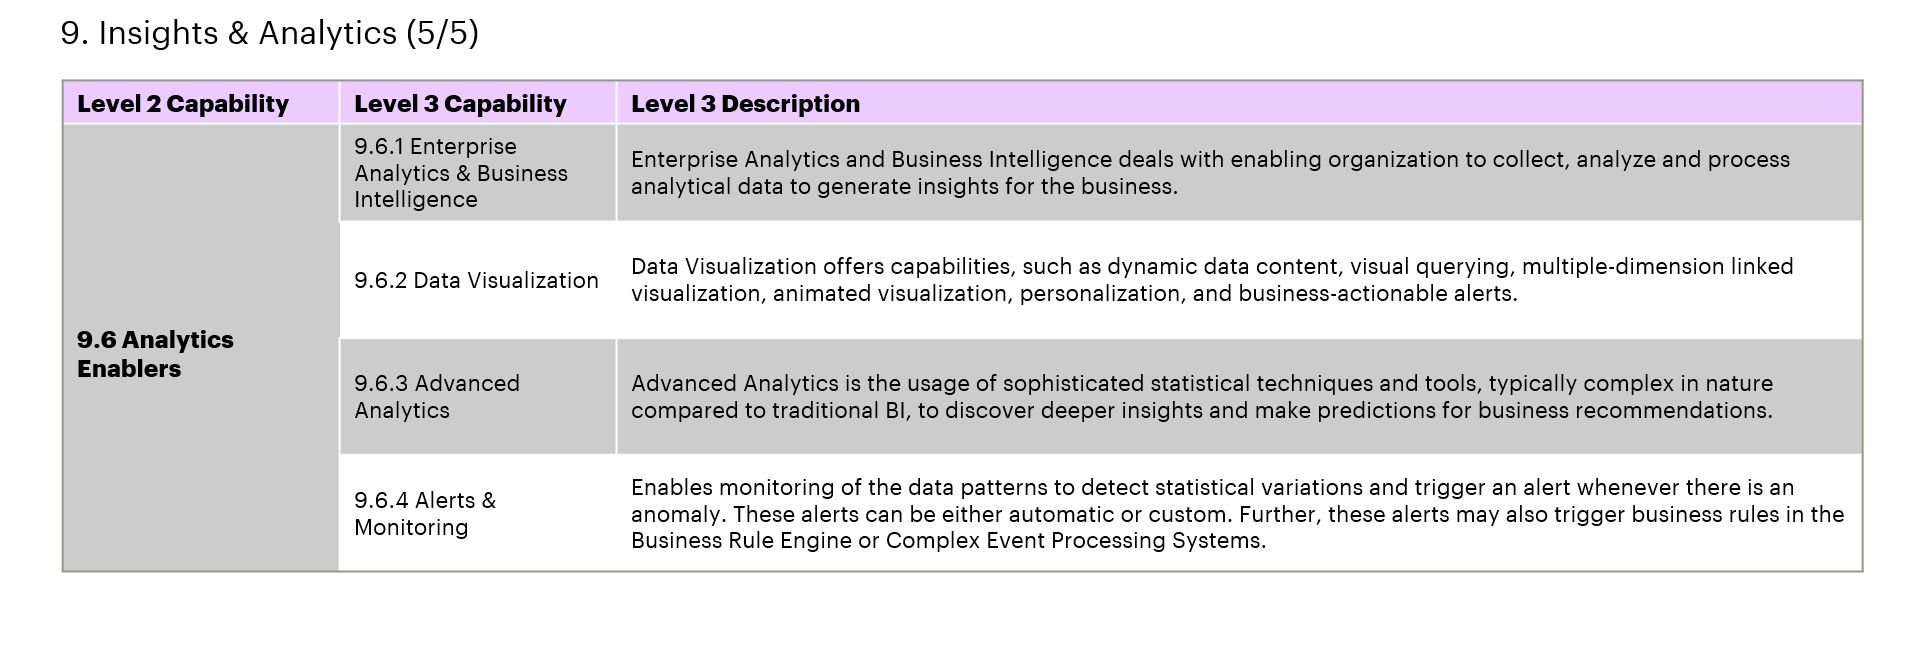 9. Insights & Analytics (5/5)
Level 2 Capability
Level 3 Capability
Level 3 Description
9.6 Analytics
Enablers
9.6.1 Enterprise
Analytics & Business
Intelligence
Enterprise Analytics and Business Intelligence deals with enabling organization to collect, analyze and process
analytical data to generate insights for the business.
9.6.2 Data Visualization
Data Visualization offers capabilities, such as dynamic data content, visual querying, multiple-dimension linked
visualization, animated visualization, personalization, and business-actionable alerts.
9.6.3 Advanced
Analytics
Advanced Analytics is the usage of sophisticated statistical techniques and tools, typically complex in nature
compared to traditional BI, to discover deeper insights and make predictions for business recommendations.
9.6.4 Alerts &
Monitoring
Enables monitoring of the data patterns to detect statistical variations and trigger an alert whenever there is an
anomaly. These alerts can be either automatic or custom. Further, these alerts may also trigger business rules in the
Business Rule Engine or Complex Event Processing Systems.